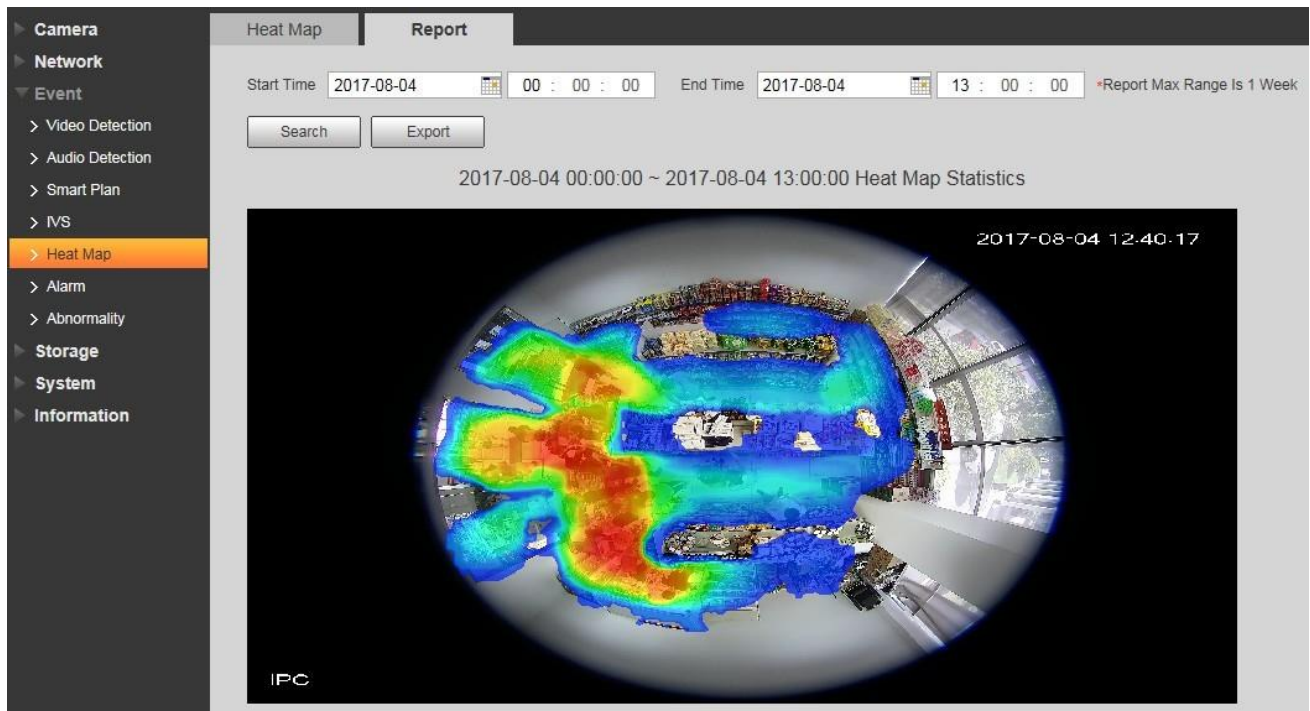 Camera
Network
Event
Video Detection
Audio Detection
Smart Plan
IVS
Heat Map
Alarm
Abnormality
Storage
System
Information
Heat Map Report
Start Time 2017-08-04 00 : 00 : 00 End Time 2017-08-04 13 : 00 : 00 *Report Max Range Is 1 Week
Search Export
2017-08-04 00:00:00 ~ 2017-08-04 13:00:00 Heat Map Statistics
2017-08-04 12:40:17
IPC